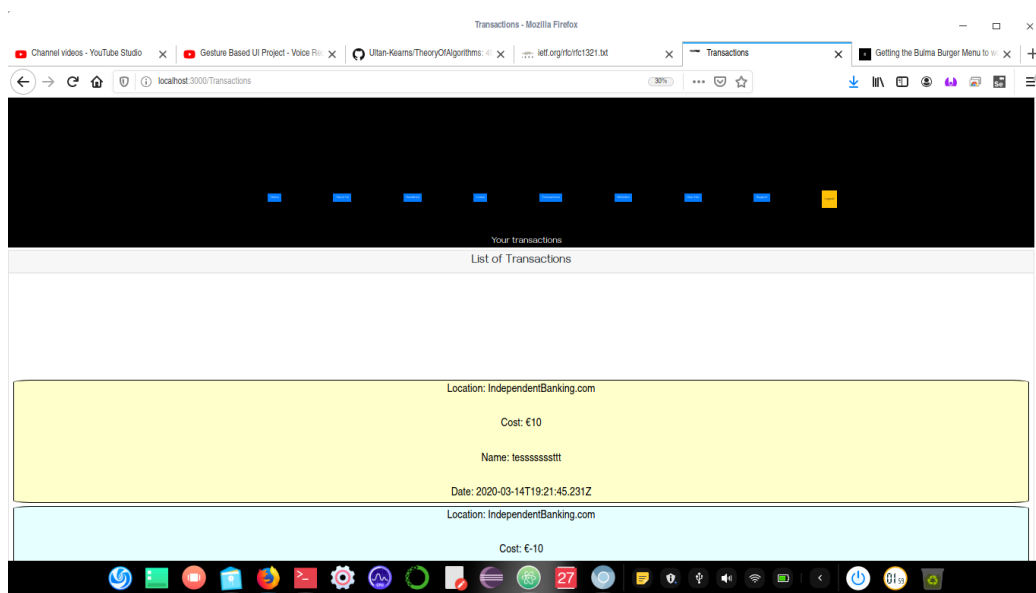 Transactions - Mozilla Firefox
Channel videos - YouTube Studio
Gesture Based UI Project - Voice Re
Ultan-Kearns/TheoryOfAlgorithms: 4
ietf.org/rfc/rfc1321.txt
Transactions
Getting the Bulma Burger Menu to w
localhost:3000/Transactions
30%
Your transactions
List of Transactions
Location: IndependentBanking.com
Cost: €10
Name: tesssssssttt
Date: 2020-03-14T19:21:45.231Z
Location: IndependentBanking.com
Cost: €-10
27
01 59